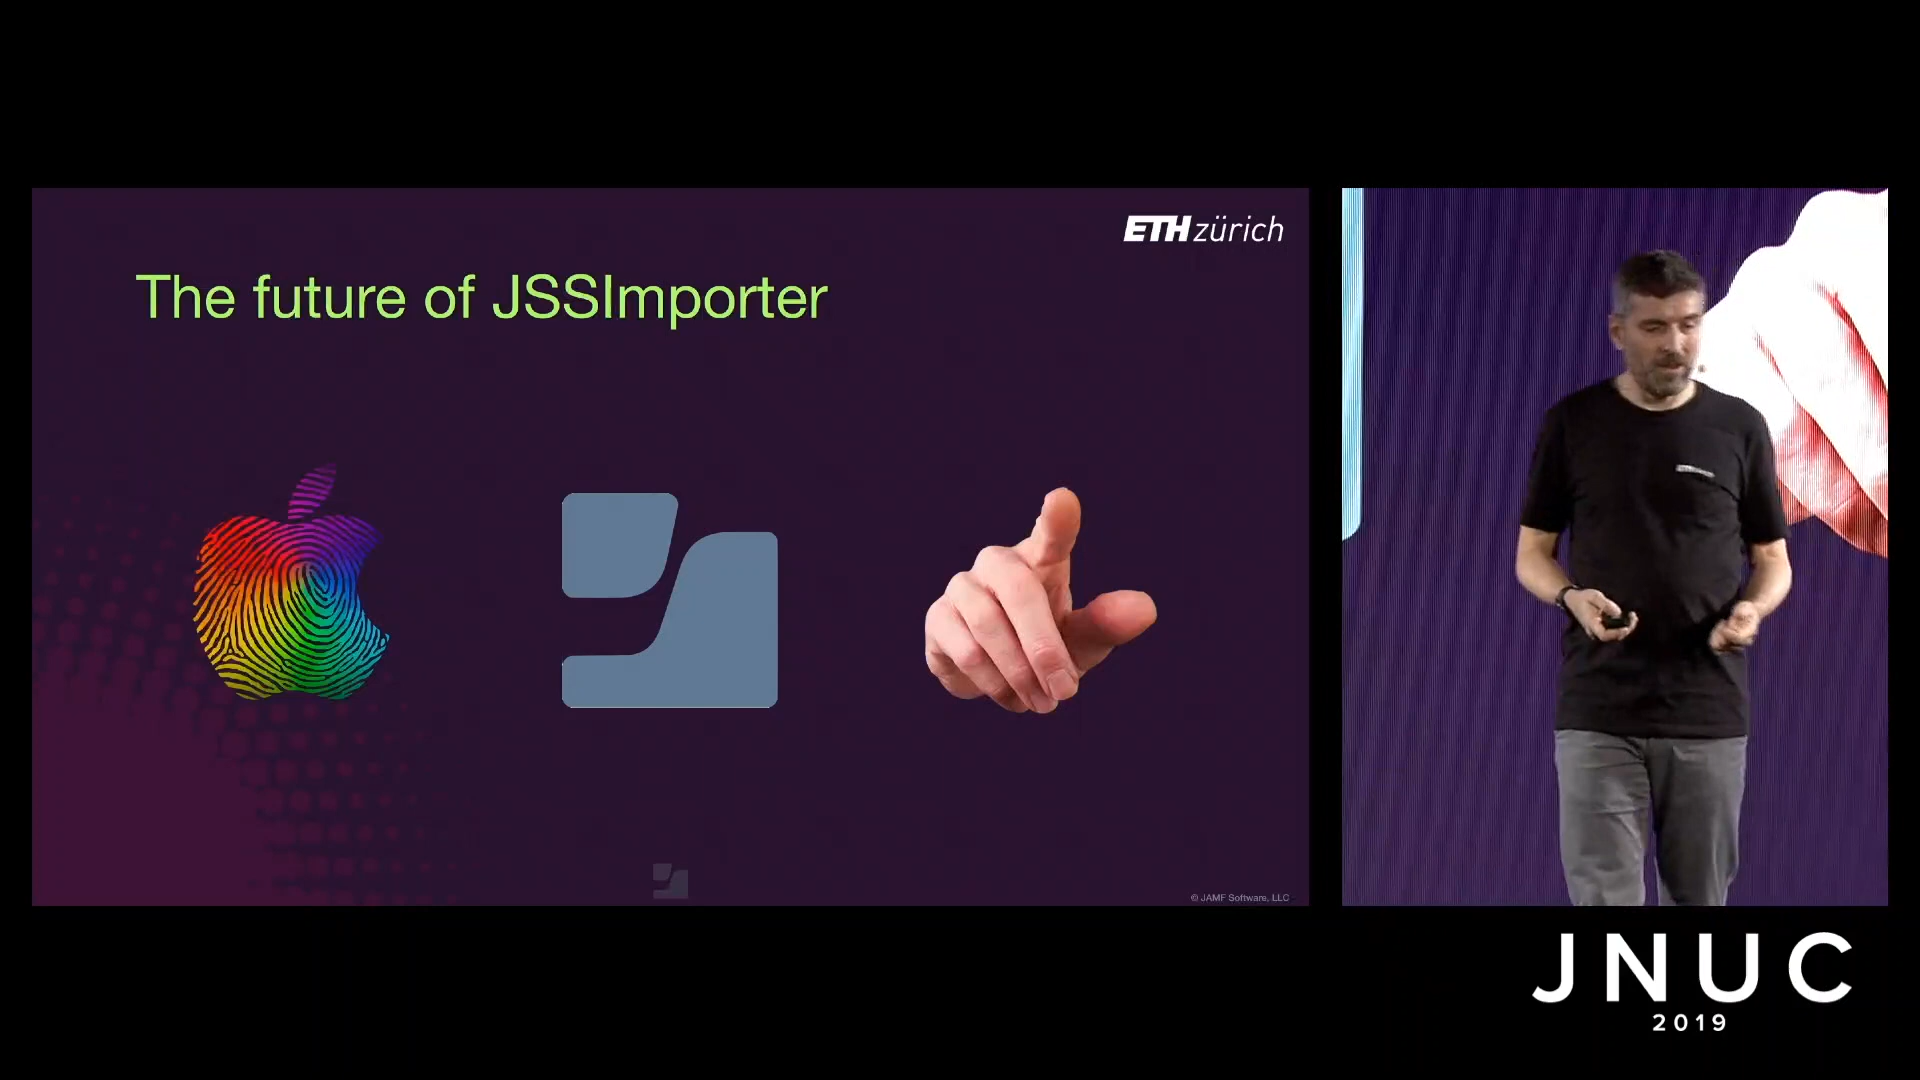 ETH zürich
The future of JSSImporter
© JAMF Software, LLC
JNUC
2019